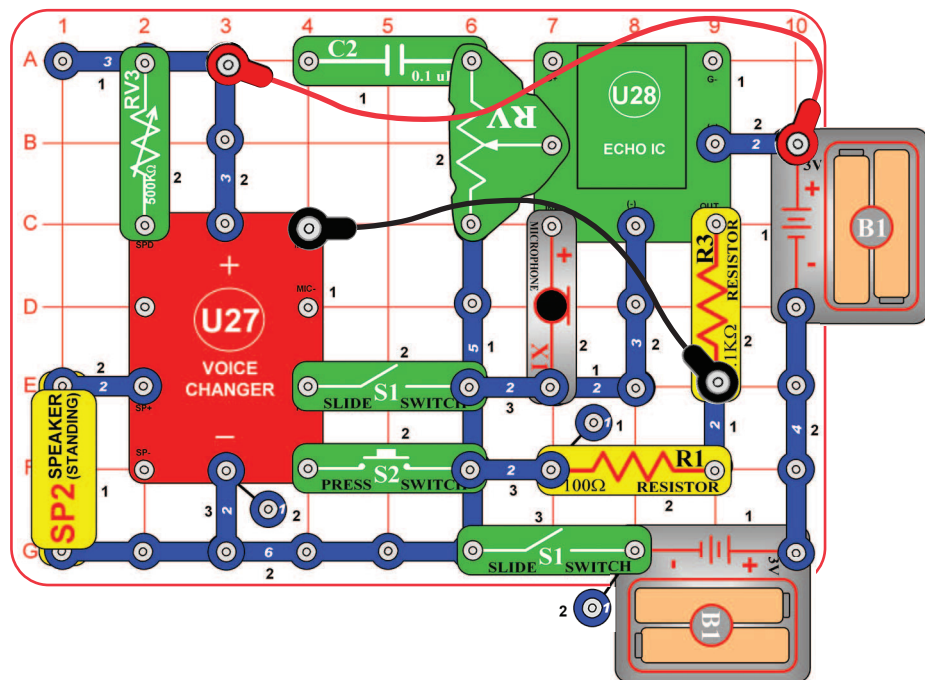 1 2 3 4 5 6 7 8 9 10
A
B
C
D
E
F
G
3
1
2
RV3
500KΩ
3
2
C2
0.1 u
1
RV
2
U28
ECHO IC
G-
1
(-)
OUT
2
2
3V
+
-
B1
1
SPD
+
U27
VOICE
CHANGER
−
MIC-
1
SP+
SP-
MICROPHONE
+
X1
2
3
2
R3
RESISTOR
.1KΩ
2
5
1
2
2
2
S1
SLIDE SWITCH
2
3
2
1
2
S2
PRESS SWITCH
2
3
1
1
R1
100Ω
RESISTOR
2
2
1
4
2
SP2
SPEAKER
(STANDING)
1
3
2
1
2
6
2
3
S1
SLIDE SWITCH
1
-
+
3V
B1
2
1